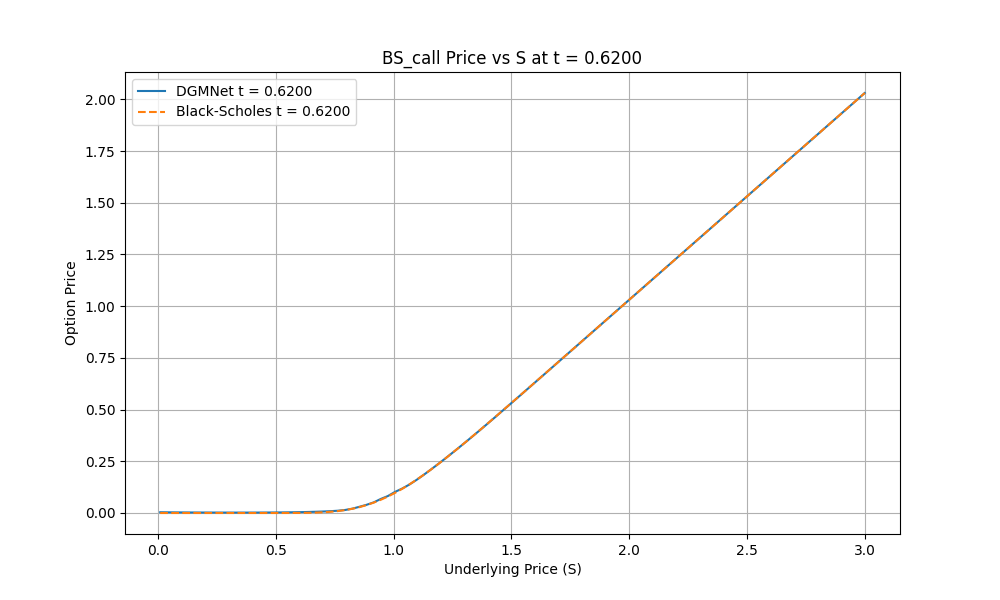 BS_call Price vs S at t = 0.6200
DGMNet t = 0.6200
Black-Scholes t = 0.6200
2.00
1.75
1.50
1.25
1.00
0.75
0.50
0.25
0.00
Option Price
0.0 0.5 1.0 1.5 2.0 2.5 3.0
Underlying Price (S)